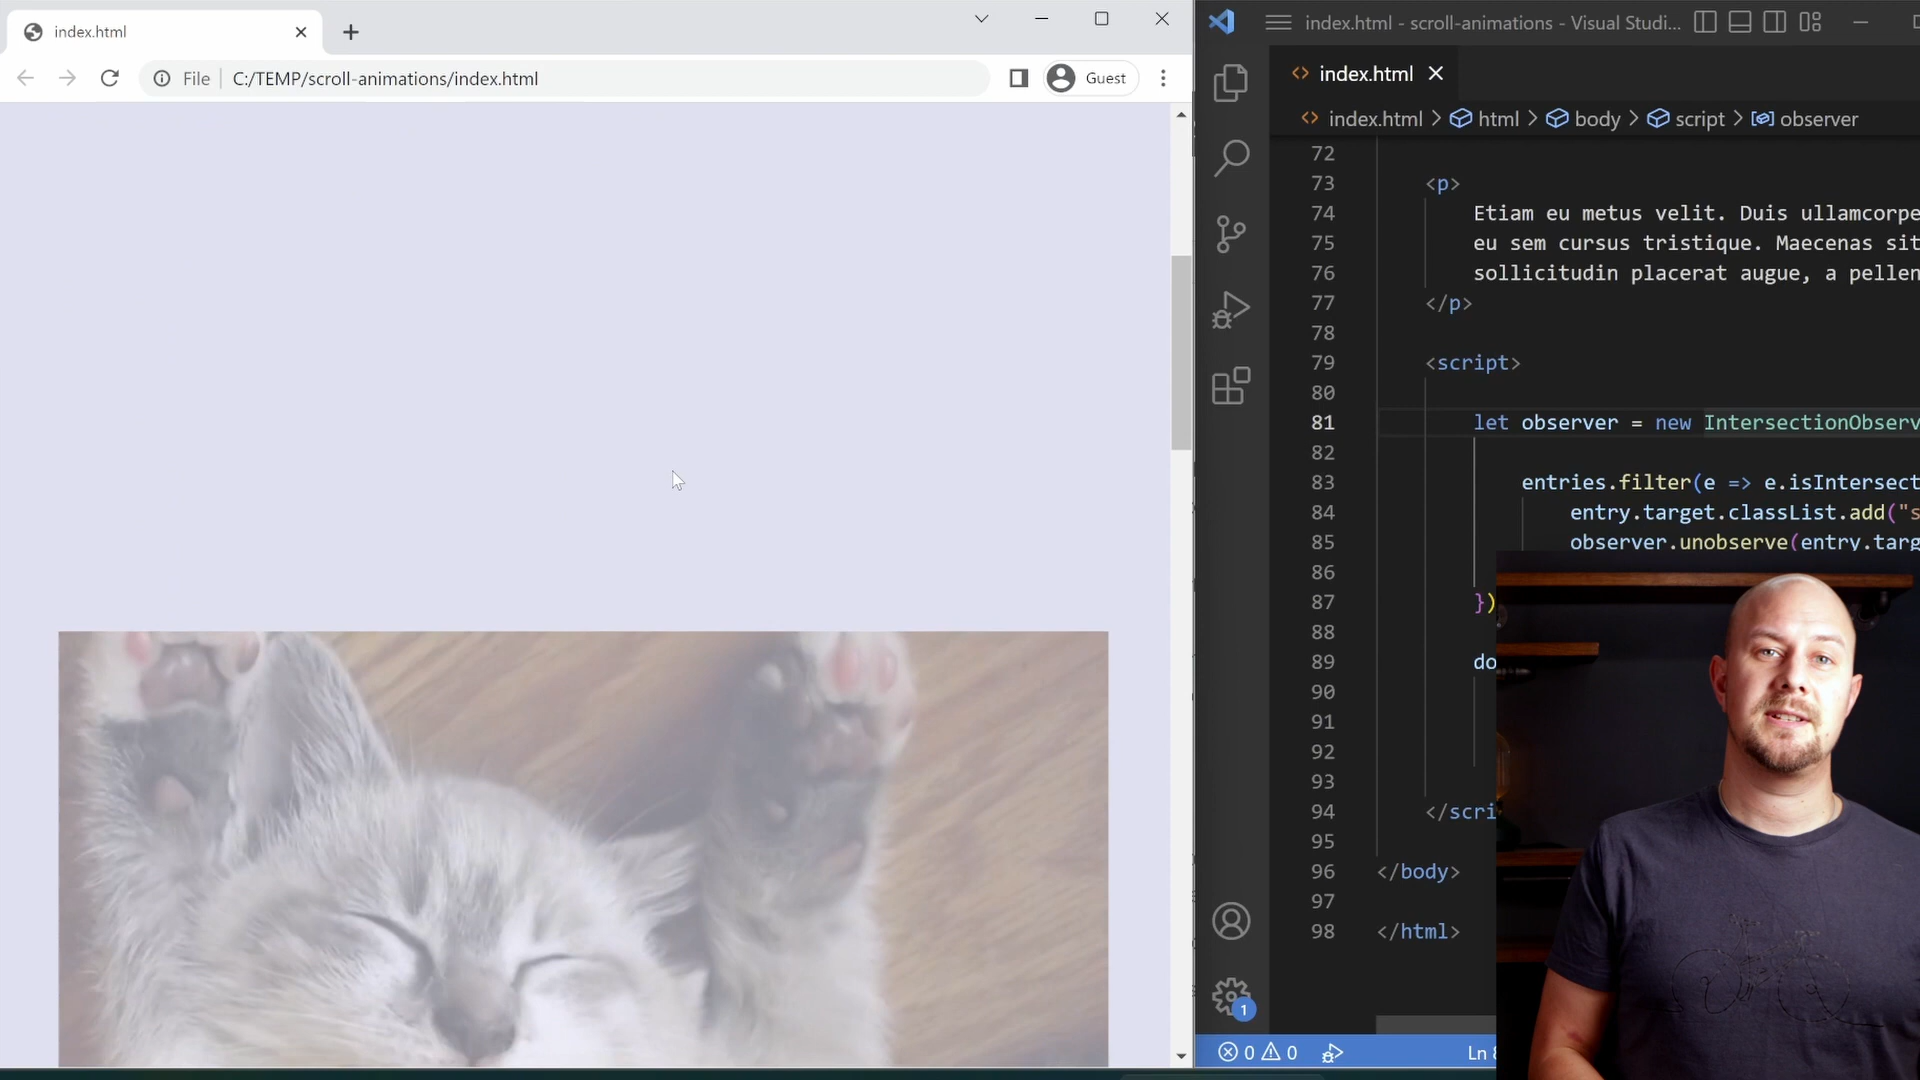 index.html
File
C:/TEMP/scroll-animations/index.html
Guest
index.html - scroll-animations - Visual Studi...
index.html
index.html > html > body > script > observer
72
73 <p>
74 Etiam eu metus velit. Duis ullamcorpe
75 eu sem cursus tristique. Maecenas sit
76 sollicitudin placerat augue, a pellen
77 </p>
78
79 <script>
80
81 let observer = new IntersectionObserv
82
83 entries.filter(e => e.isIntersect
84 entry.target.classList.add("s
85 observer.unobserve(entry.targ
86
87 })
88
89 do
90
91
92
93
94 </scri
95
96 </body>
97
98 </html>
1
0 0
Ln 8